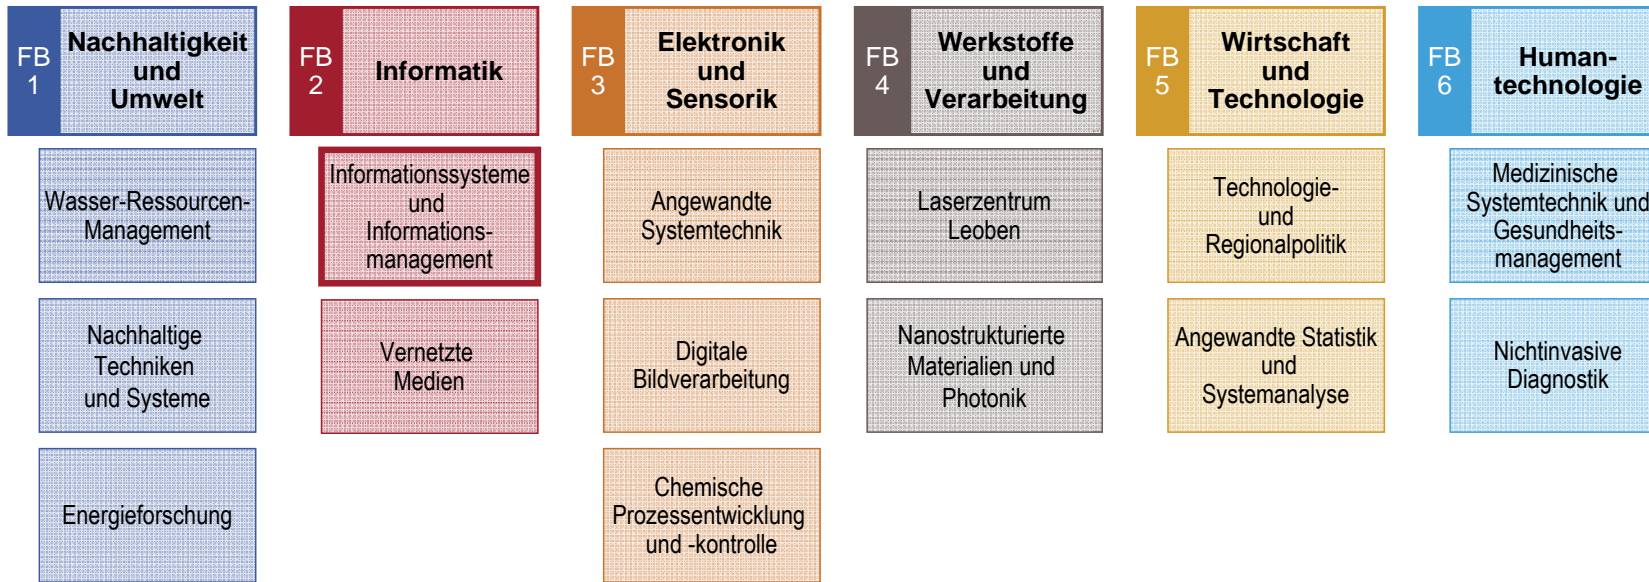 FB
1
Nachhaltigkeit
und
Umwelt
FB
2
Informatik
FB
3
Elektronik
und
Sensorik
FB
4
Werkstoffe
und
Verarbeitung
FB
5
Wirtschaft
und
Technologie
FB
6
Human-
technologie
Wasser-Ressourcen-
Management
Informationssysteme
und
Informations-
management
Angewandte
Systemtechnik
Laserzentrum
Leoben
Technologie-
und
Regionalpolitik
Medizinische
Systemtechnik und
Gesundheits-
management
Nachhaltige
Techniken
und Systeme
Vernetzte
Medien
Digitale
Bildverarbeitung
Nanostrukturierte
Materialien und
Photonik
Angewandte Statistik
und
Systemanalyse
Nichtinvasive
Diagnostik
Energieforschung
Chemische
Prozessentwicklung
und -kontrolle